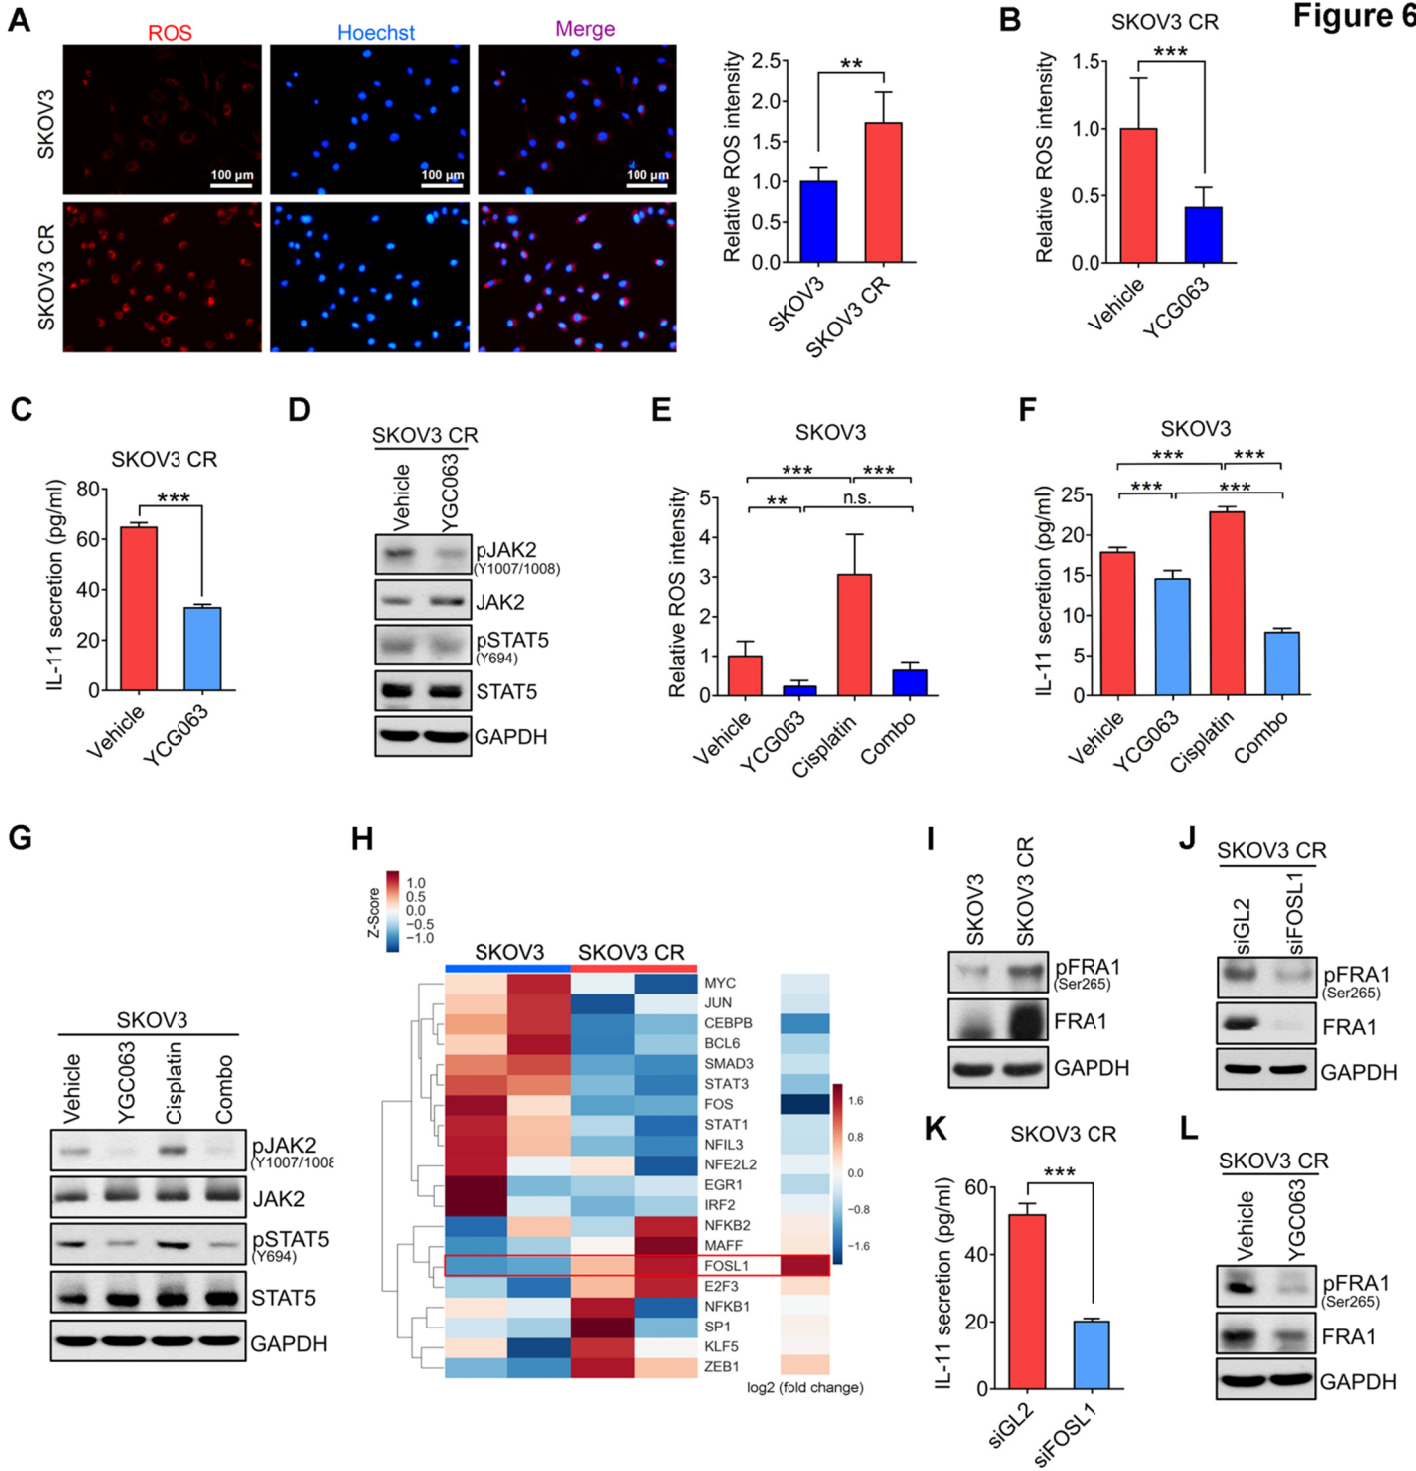 Figure 6
A
ROS
Hoechst
Merge
SKOV3
100 µm
100 µm
100 µm
SKOV3 CR
Relative ROS intensity
2.5
2.0
1.5
1.0
0.5
0.0
**
SKOV3
SKOV3 CR
B
SKOV3 CR
Relative ROS intensity
1.5
1.0
0.5
0.0
***
Vehicle
YCG063
C
SKOV3 CR
IL-11 secretion (pg/ml)
80
60
40
20
0
***
Vehicle
YCG063
D
SKOV3 CR
Vehicle
YGC063
pJAK2
(Y1007/1008)
JAK2
pSTAT5
(Y694)
STAT5
GAPDH
E
SKOV3
Relative ROS intensity
5
4
3
2
1
0
*** ***
** n.s.
Vehicle
YCG063
Cisplatin
Combo
F
SKOV3
IL-11 secretion (pg/ml)
25
20
15
10
5
0
*** ***
*** ***
Vehicle
YCG063
Cisplatin
Combo
G
SKOV3
Vehicle
YGC063
Cisplatin
Combo
pJAK2
(Y1007/1008
JAK2
pSTAT5
(Y694)
STAT5
GAPDH
H
Z-Score
1.0
0.5
0.0
−0.5
−1.0
SKOV3
SKOV3 CR
MYC
JUN
CEBPB
BCL6
SMAD3
STAT3
FOS
STAT1
NFIL3
NFE2L2
EGR1
IRF2
NFKB2
MAFF
FOSL1
E2F3
NFKB1
SP1
KLF5
ZEB1
1.6
0.8
0.0
−0.8
−1.6
log2 (fold change)
I
SKOV3
SKOV3 CR
pFRA1
(Ser265)
FRA1
GAPDH
J
SKOV3 CR
siGL2
siFOSL1
pFRA1
(Ser265)
FRA1
GAPDH
K
SKOV3 CR
IL-11 secretion (pg/ml)
60
40
20
0
***
siGL2
siFOSL1
L
SKOV3 CR
Vehicle
YGC063
pFRA1
(Ser265)
FRA1
GAPDH